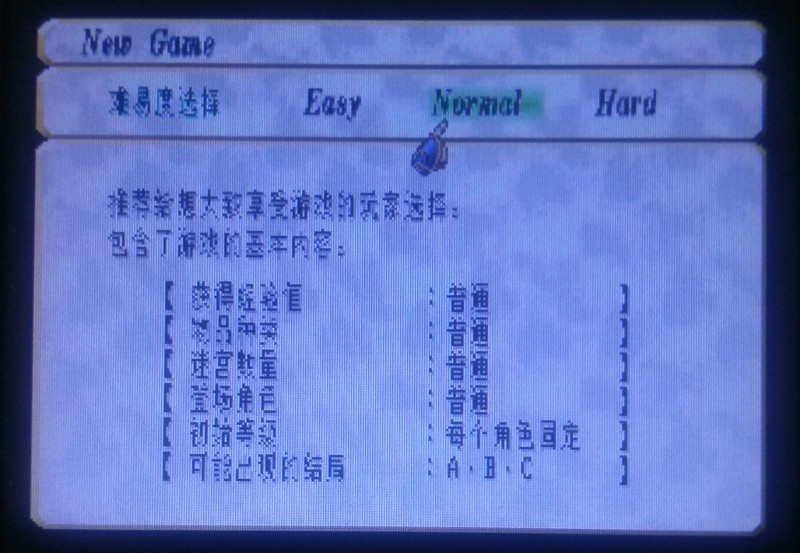 New Game
难易度选择 Easy Normal Hard
推荐给想大致享受游戏的玩家选择。
包含了游戏的基本内容。
【 获得经验值 : 普通 】
【 物品种类 : 普通 】
【 迷宫数量 : 普通 】
【 登场角色 : 普通 】
【 初始等级 : 每个角色固定 】
【 可能出现的结局 : A·B·C 】